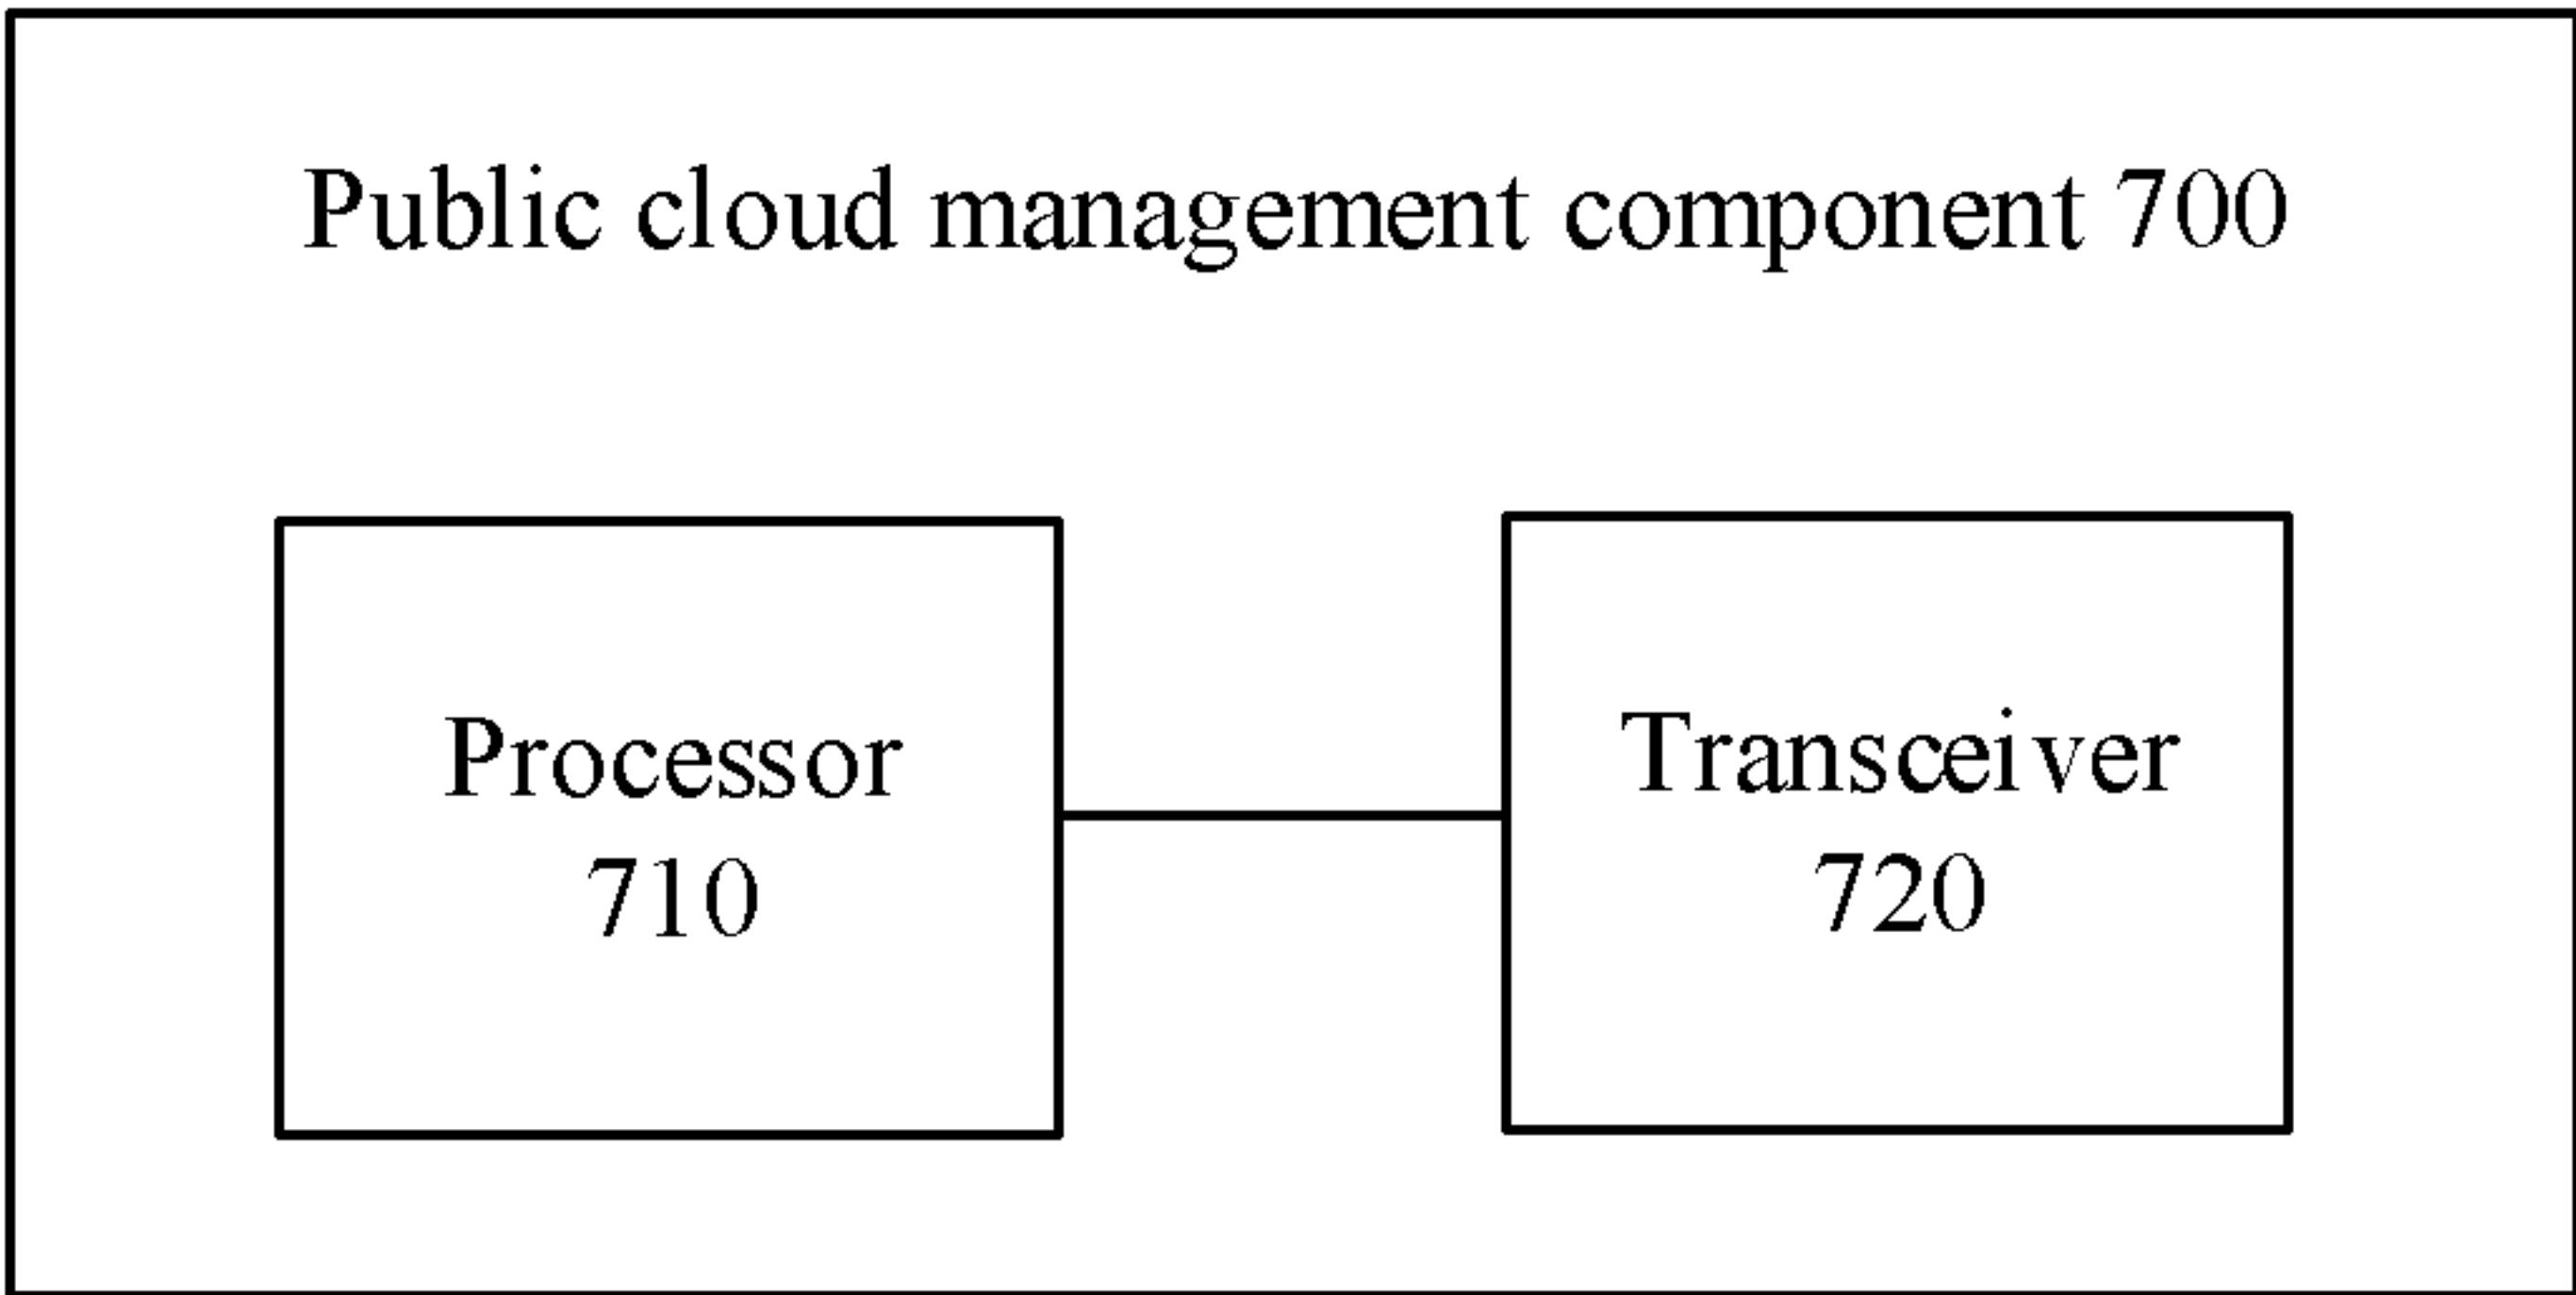 Public cloud management component 700
Processor
710
Transceiver
720